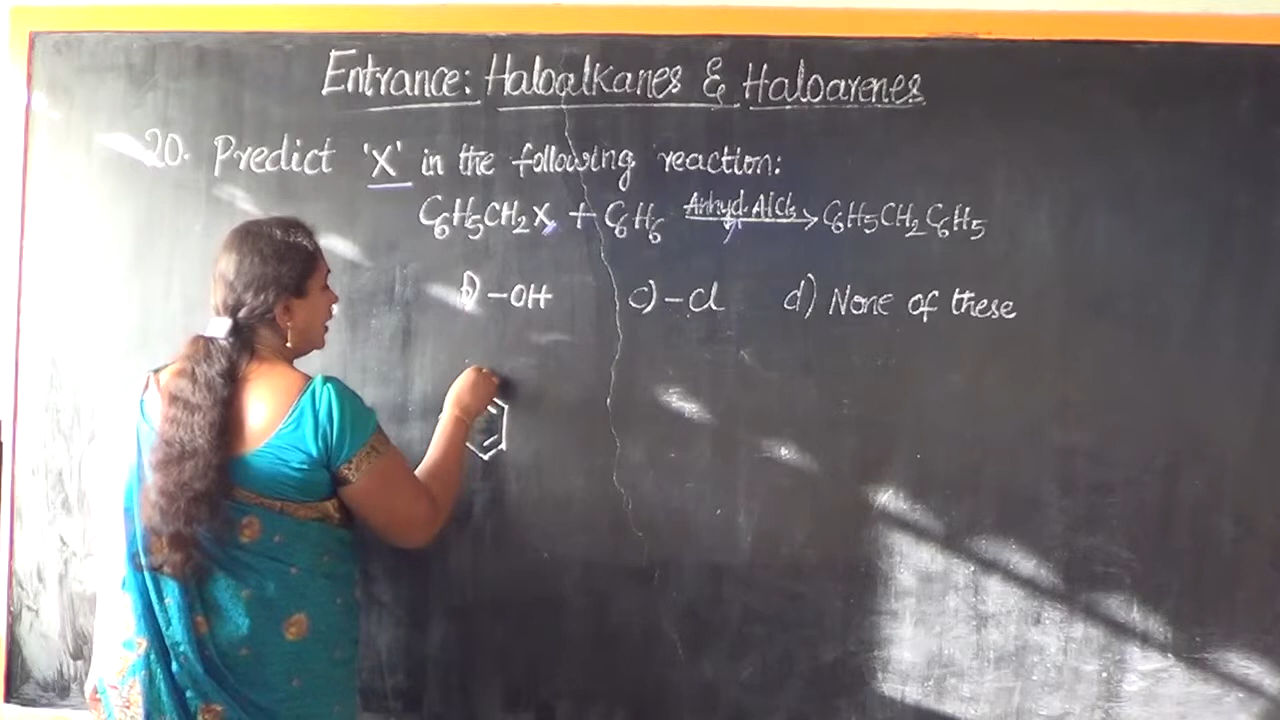 Entrance: Haloalkanes & Haloarenes
20. Predict 'X' in the following reaction:
C6H5CH2X + C6H6 Anhyd. AlCl3 → C6H5CH2C6H5
b) -OH c) -Cl d) None of these